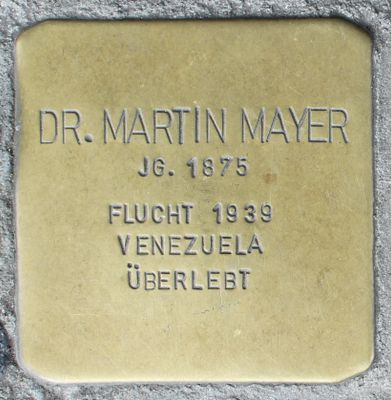 DR. MARTIN MAYER
JG. 1875
FLUCHT 1939
VENEZUELA
ÜBERLEBT